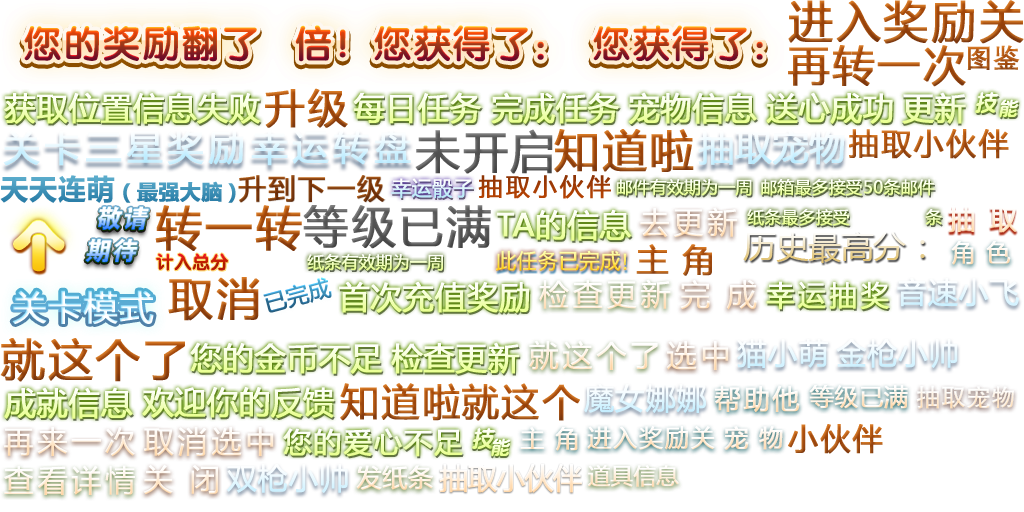 您的奖励翻了 倍! 您获得了: 您获得了: 进入奖励关
再转一次 图鉴
获取位置信息失败 升级 每日任务 完成任务 宠物信息 送心成功 更新 技能
关卡三星奖励 幸运转盘 未开启 知道啦 抽取宠物 抽取小伙伴
天天连萌(最强大脑) 升到下一级 幸运骰子 抽取小伙伴 邮件有效期为一周 邮箱最多接受50条邮件
敬请期待 转一转 等级已满 TA的信息 去更新 纸条最多接受 条 抽 取
计入总分 纸条有效期为一周 此任务已完成! 主 角 历史最高分: 角 色
关卡模式 取消 已完成 首次充值奖励 检查更新 完 成 幸运抽奖 音速小飞
就这个了 您的金币不足 检查更新 就这个了 选中 猫小萌 金枪小帅
成就信息 欢迎你的反馈 知道啦 就这个 魔女娜娜 帮助他 等级已满 抽取宠物
再来一次 取消选中 您的爱心不足 技能 主 角 进入奖励关 宠 物 小伙伴
查看详情 关 闭 双枪小帅 发纸条 抽取小伙伴 道具信息